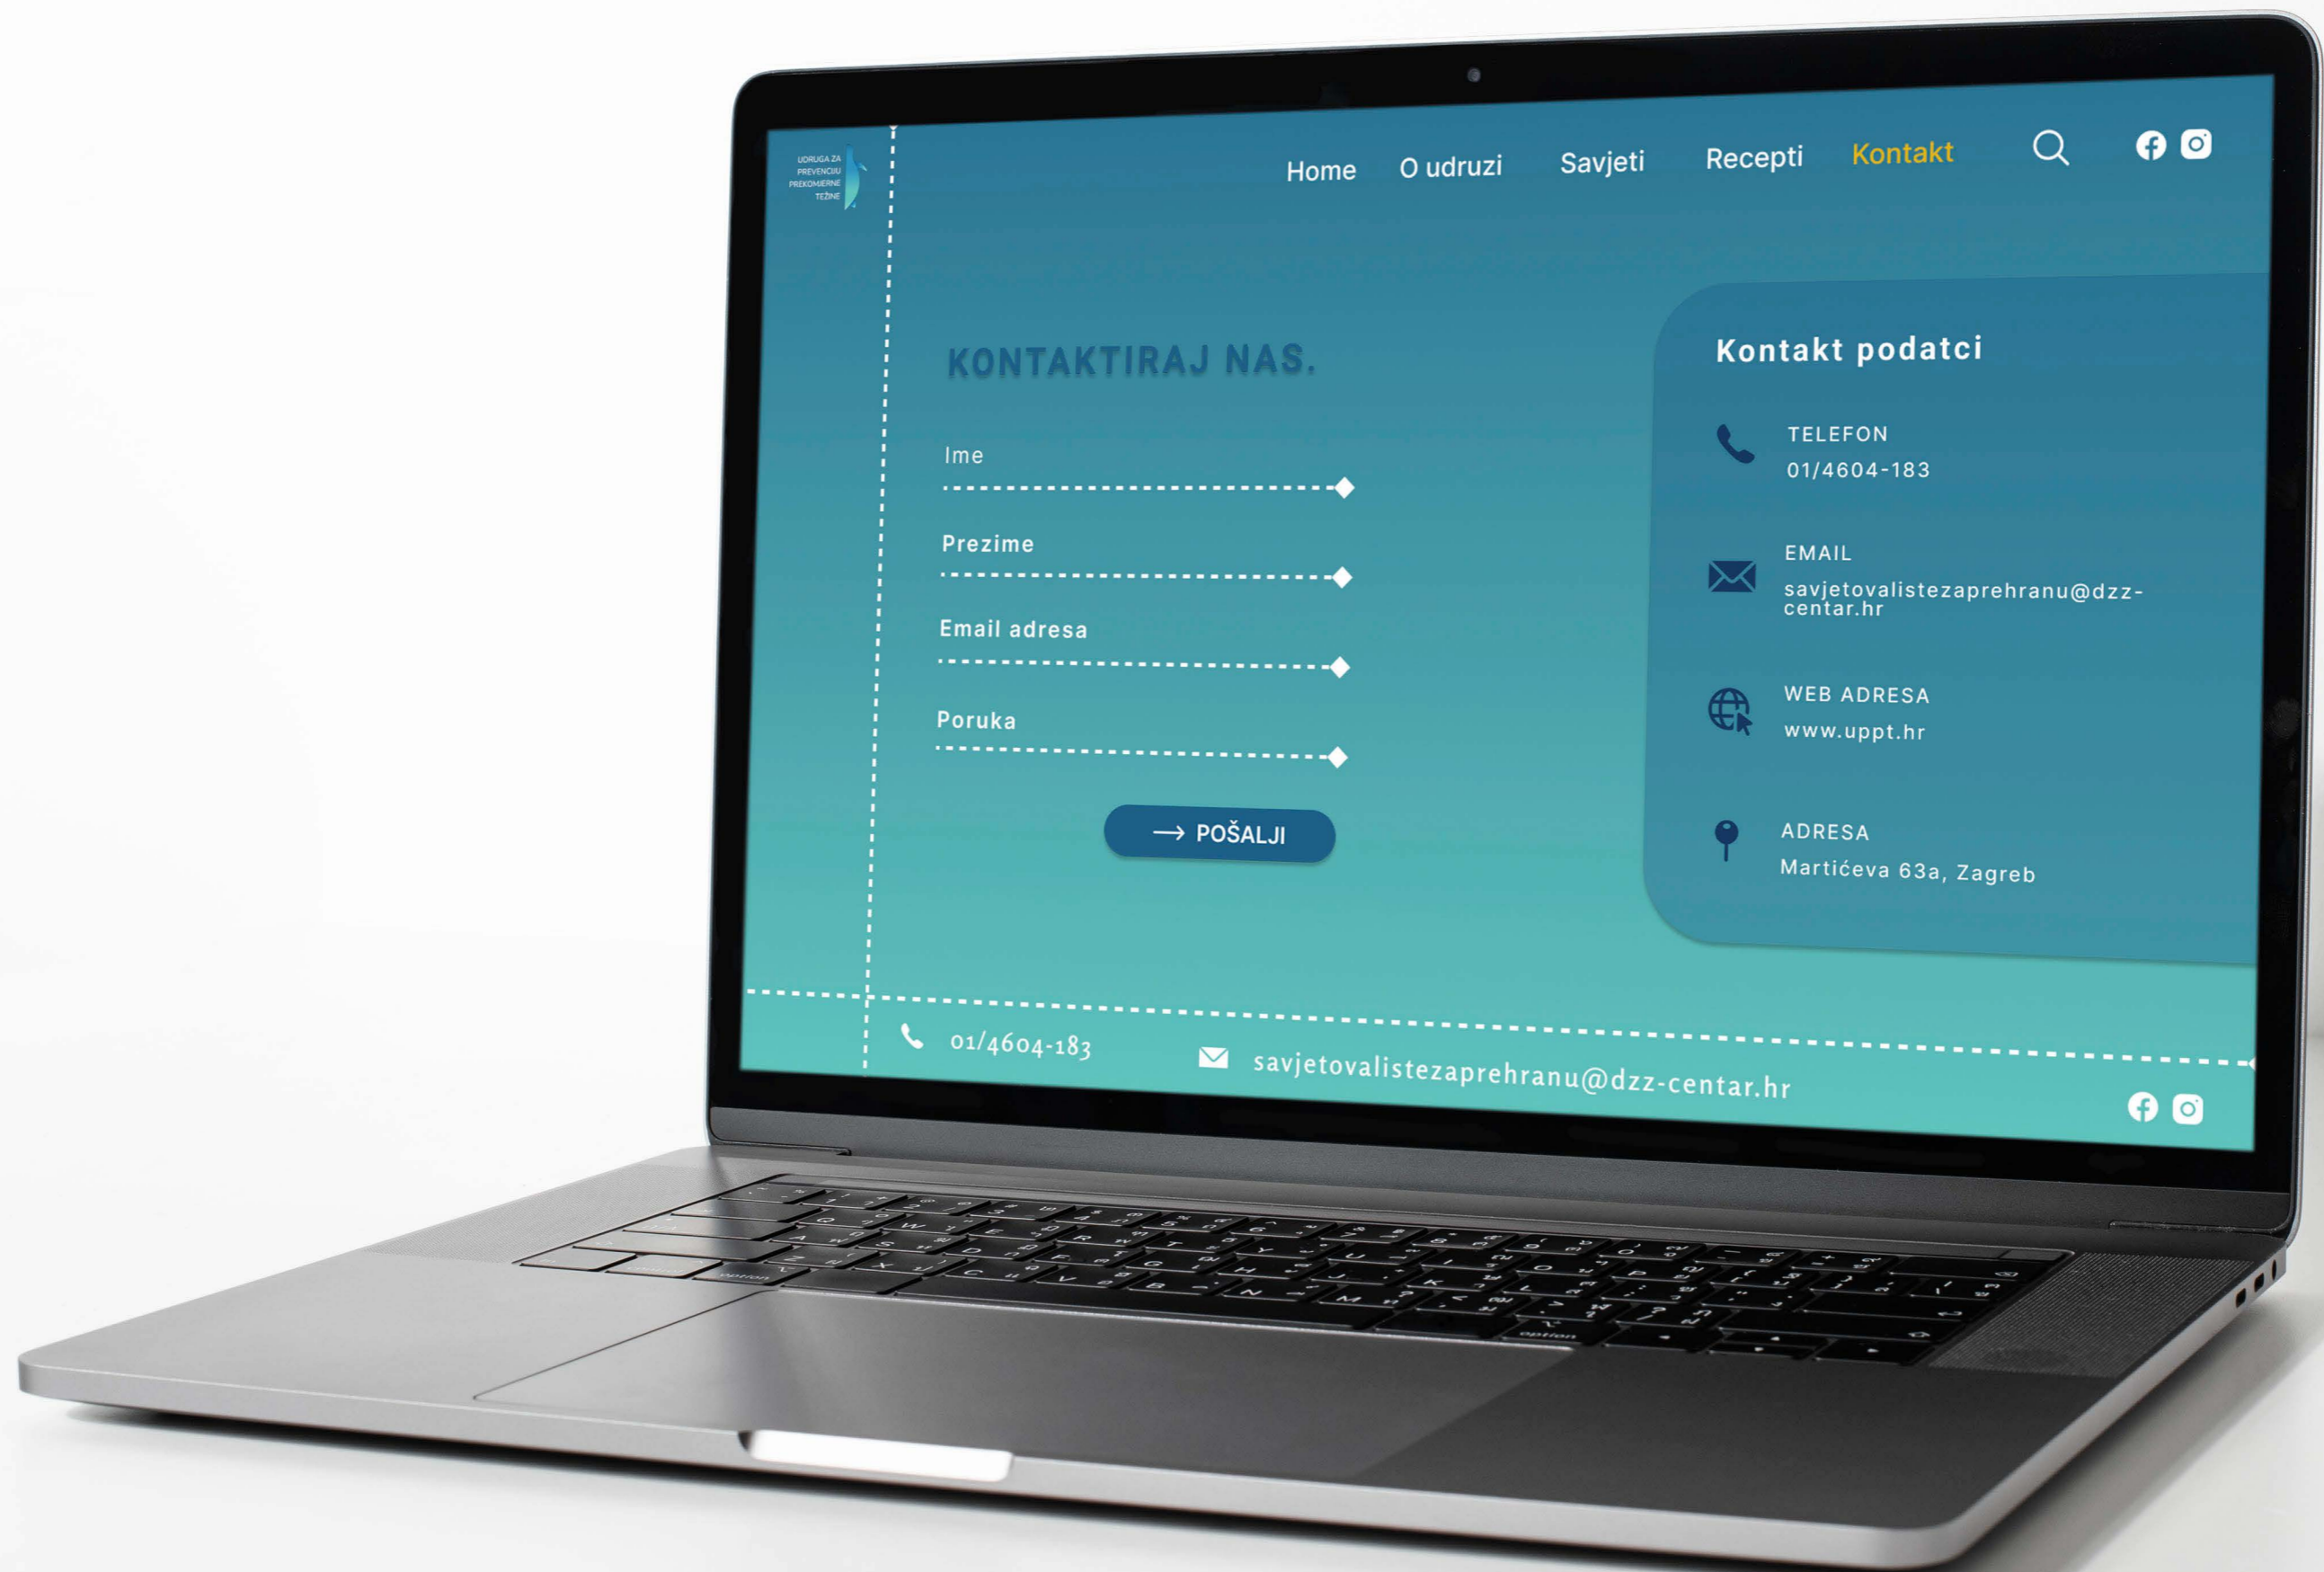 UDRUGA ZA
PREVENCIJU
PREKOMJERNE
TEŽINE
Home O udruzi Savjeti Recepti Kontakt
KONTAKTIRAJ NAS.
Ime
Prezime
Email adresa
Poruka
→ POŠALJI
Kontakt podatci
TELEFON
01/4604-183
EMAIL
savjetovalistezaprehranu@dzz-
centar.hr
WEB ADRESA
www.uppt.hr
ADRESA
Martićeva 63a, Zagreb
01/4604-183 savjetovalistezaprehranu@dzz-centar.hr
Q W E R T Y U I O P
A S D F G H J K L
Z X C V B N M
option option